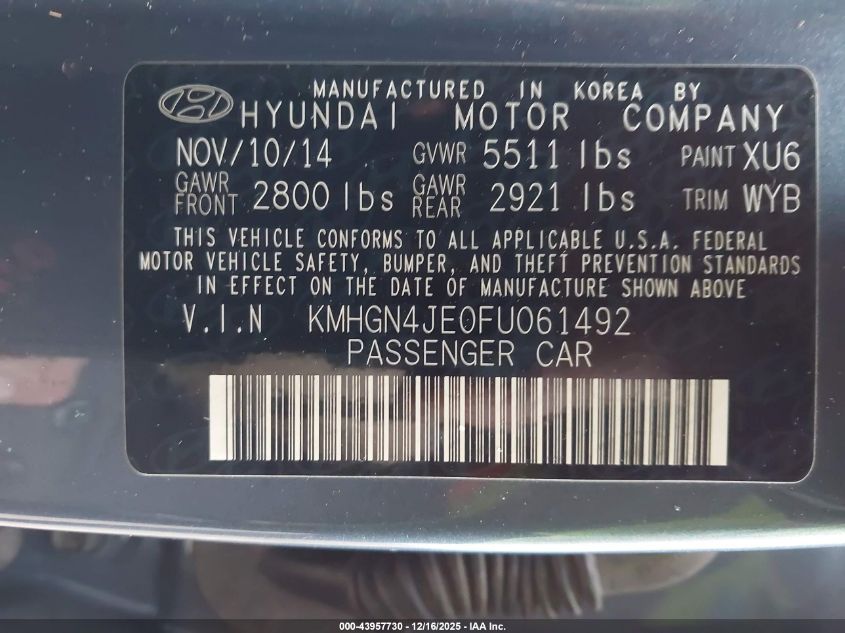 MANUFACTURED IN KOREA BY
HYUNDAI MOTOR COMPANY
NOV/10/14 GVWR 5511 lbs PAINT XU6
GAWR FRONT 2800 lbs GAWR REAR 2921 lbs TRIM WYB
THIS VEHICLE CONFORMS TO ALL APPLICABLE U.S.A. FEDERAL
MOTOR VEHICLE SAFETY, BUMPER, AND THEFT PREVENTION STANDARDS
IN EFFECT ON THE DATE OF MANUFACTURE SHOWN ABOVE
V.I.N KMHGN4JE0FU061492
PASSENGER CAR
000-43957730 - 12/16/2025 - IAA Inc.